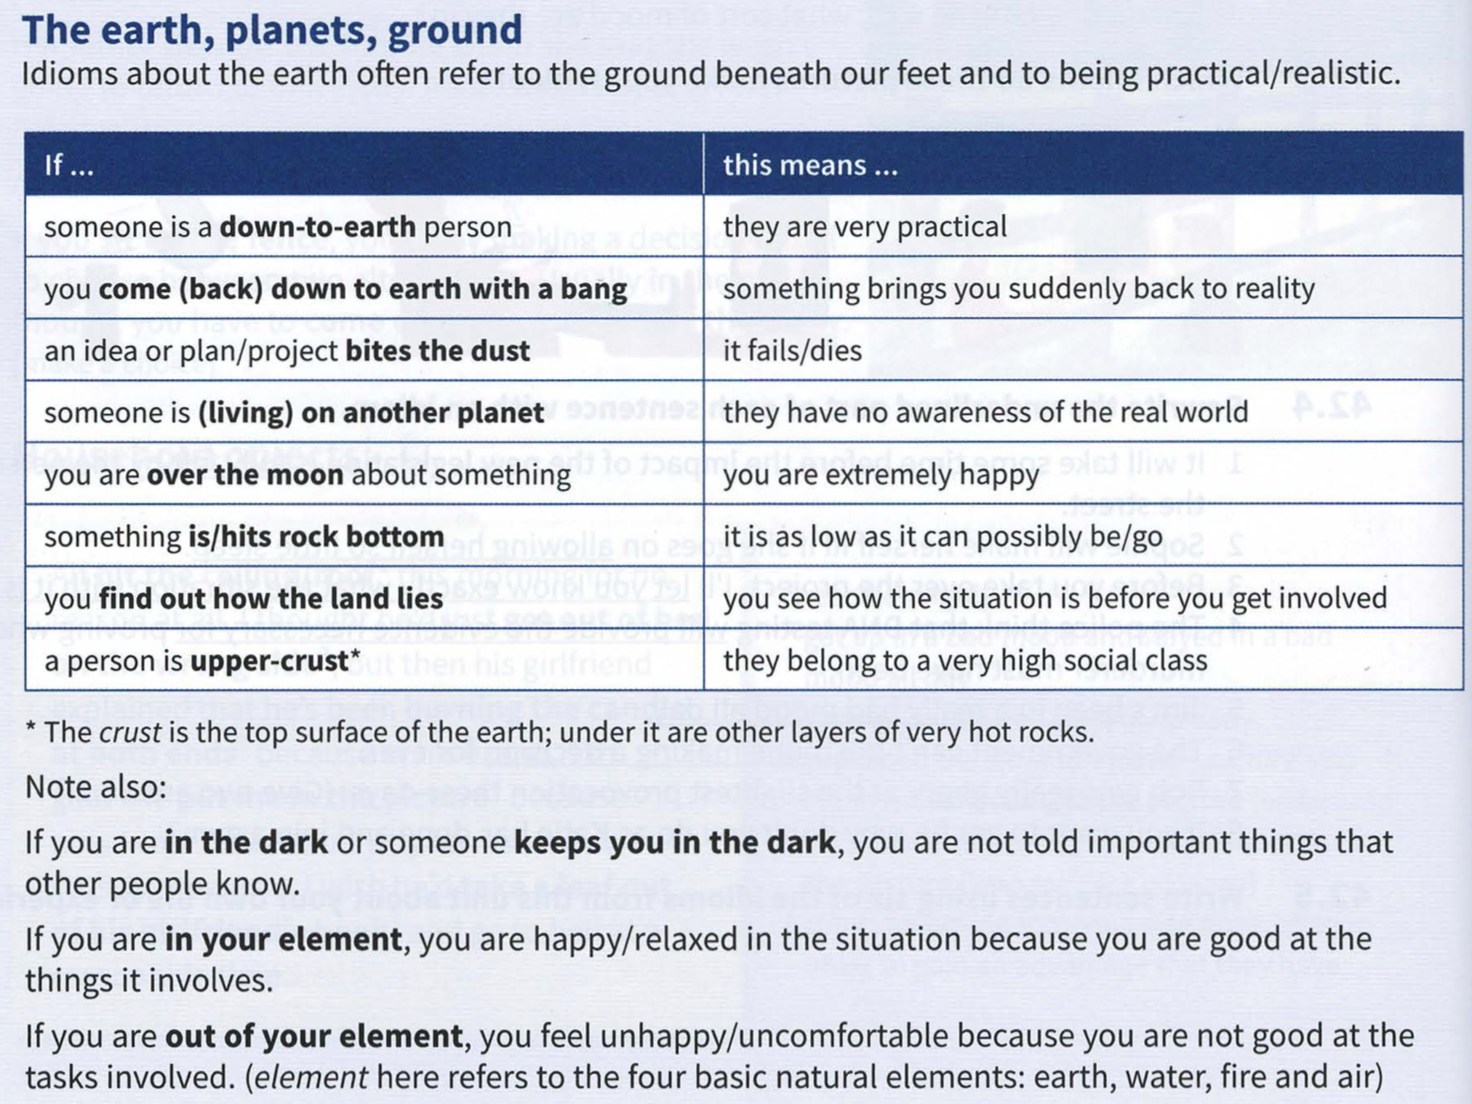 The earth, planets, ground
Idioms about the earth often refer to the ground beneath our feet and to being practical/realistic.
If ... this means ...
someone is a down-to-earth person they are very practical
you come (back) down to earth with a bang something brings you suddenly back to reality
an idea or plan/project bites the dust it fails/dies
someone is (living) on another planet they have no awareness of the real world
you are over the moon about something you are extremely happy
something is/hits rock bottom it is as low as it can possibly be/go
you find out how the land lies you see how the situation is before you get involved
a person is upper-crust* they belong to a very high social class
* The crust is the top surface of the earth; under it are other layers of very hot rocks.
Note also:
If you are in the dark or someone keeps you in the dark, you are not told important things that
other people know.
If you are in your element, you are happy/relaxed in the situation because you are good at the
things it involves.
If you are out of your element, you feel unhappy/uncomfortable because you are not good at the
tasks involved. (element here refers to the four basic natural elements: earth, water, fire and air)